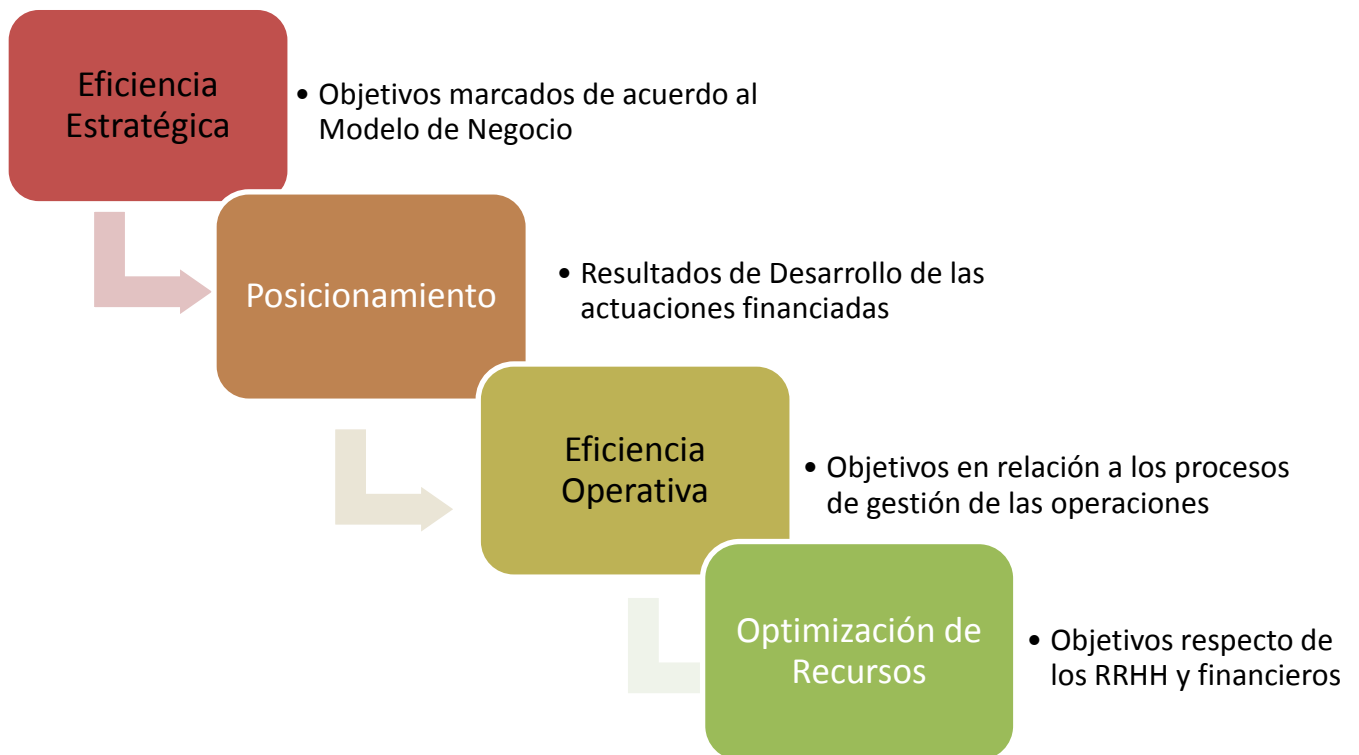 Eficiencia
Estratégica
• Objetivos marcados de acuerdo al
Modelo de Negocio
Posicionamiento
• Resultados de Desarrollo de las
actuaciones financiadas
Eficiencia
Operativa
• Objetivos en relación a los procesos
de gestión de las operaciones
Optimización de
Recursos
• Objetivos respecto de
los RRHH y financieros